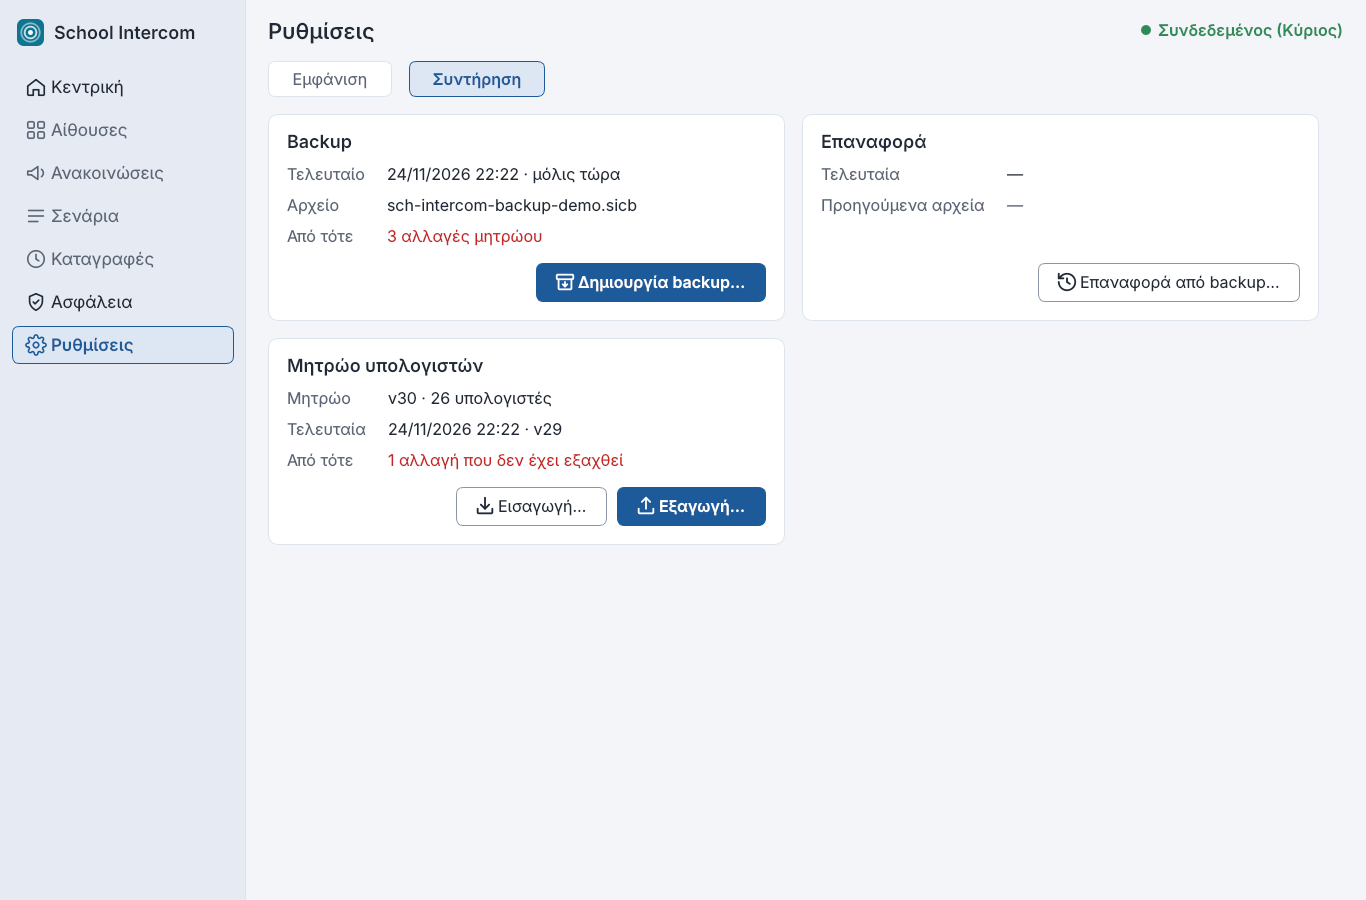 School Intercom
Κεντρική
Αίθουσες
Ανακοινώσεις
Σενάρια
Καταγραφές
Ασφάλεια
Ρυθμίσεις
Ρυθμίσεις
Συνδεδεμένος (Κύριος)
Εμφάνιση
Συντήρηση
Backup
Τελευταίο 24/11/2026 22:22 · μόλις τώρα
Αρχείο sch-intercom-backup-demo.sicb
Από τότε 3 αλλαγές μητρώου
Δημιουργία backup...
Επαναφορά
Τελευταία —
Προηγούμενα αρχεία —
Επαναφορά από backup...
Μητρώο υπολογιστών
Μητρώο v30 · 26 υπολογιστές
Τελευταία 24/11/2026 22:22 · v29
Από τότε 1 αλλαγή που δεν έχει εξαχθεί
Εισαγωγή...
Εξαγωγή...